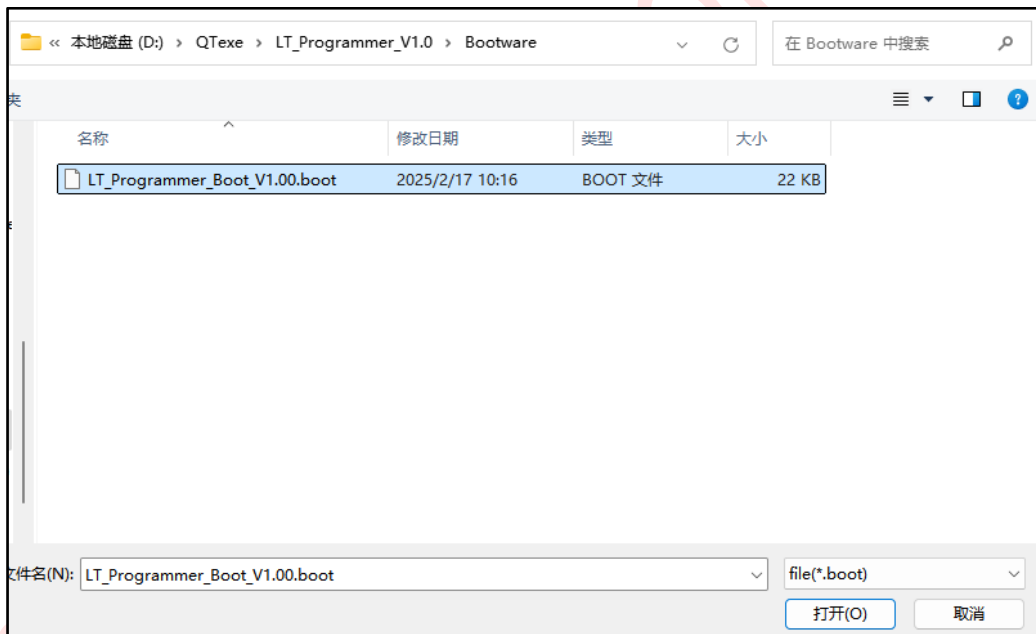 « 本地磁盘 (D:) › QTexe › LT_Programmer_V1.0 › Bootware 在 Bootware 中搜索
夹
名称 修改日期 类型 大小
LT_Programmer_Boot_V1.00.boot 2025/2/17 10:16 BOOT 文件 22 KB
文件名(N): LT_Programmer_Boot_V1.00.boot file(*.boot)
打开(O) 取消